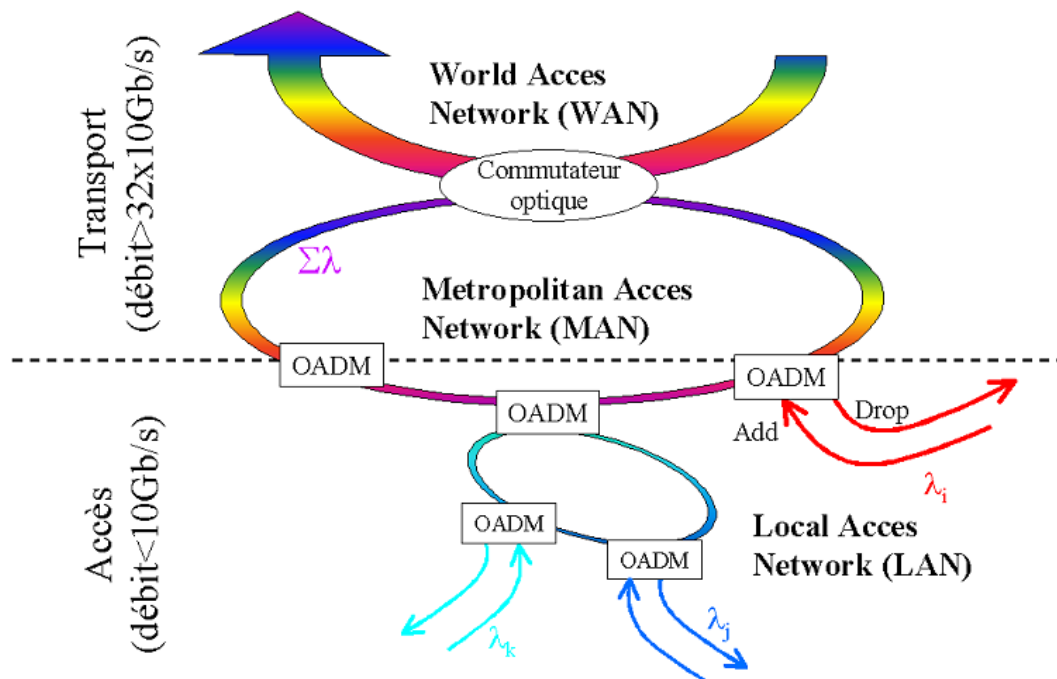 World Acces
Network (WAN)
Commutateur
optique
Transport
(débit>32x10Gb/s)
Σλ
Metropolitan Acces
Network (MAN)
OADM
OADM
OADM
Drop
Add
λi
Accès
(débit<10Gb/s)
OADM
OADM
Local Acces
Network (LAN)
λk
λj